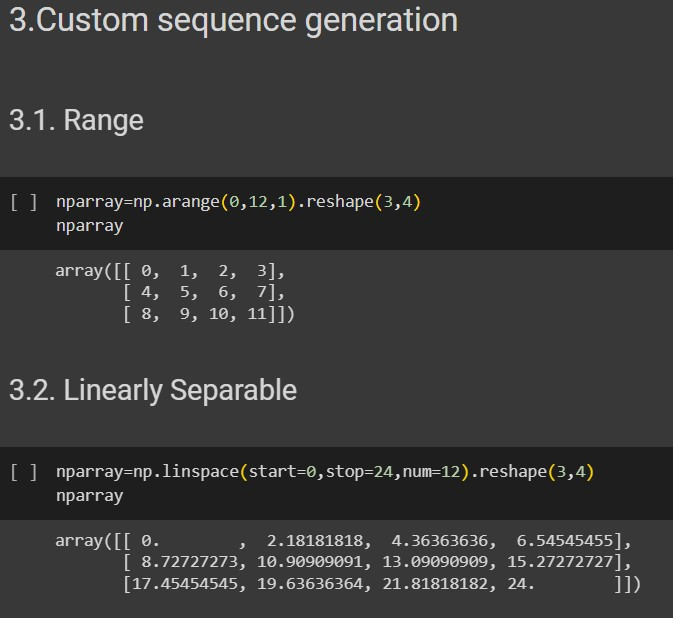 3.Custom sequence generation
3.1. Range
[ ] nparray=np.arange(0,12,1).reshape(3,4)
nparray
array([[ 0,  1,  2,  3],
       [ 4,  5,  6,  7],
       [ 8,  9, 10, 11]])
3.2. Linearly Separable
[ ] nparray=np.linspace(start=0,stop=24,num=12).reshape(3,4)
nparray
array([[ 0.        ,  2.18181818,  4.36363636,  6.54545455],
       [ 8.72727273, 10.90909091, 13.09090909, 15.27272727],
       [17.45454545, 19.63636364, 21.81818182, 24.        ]])